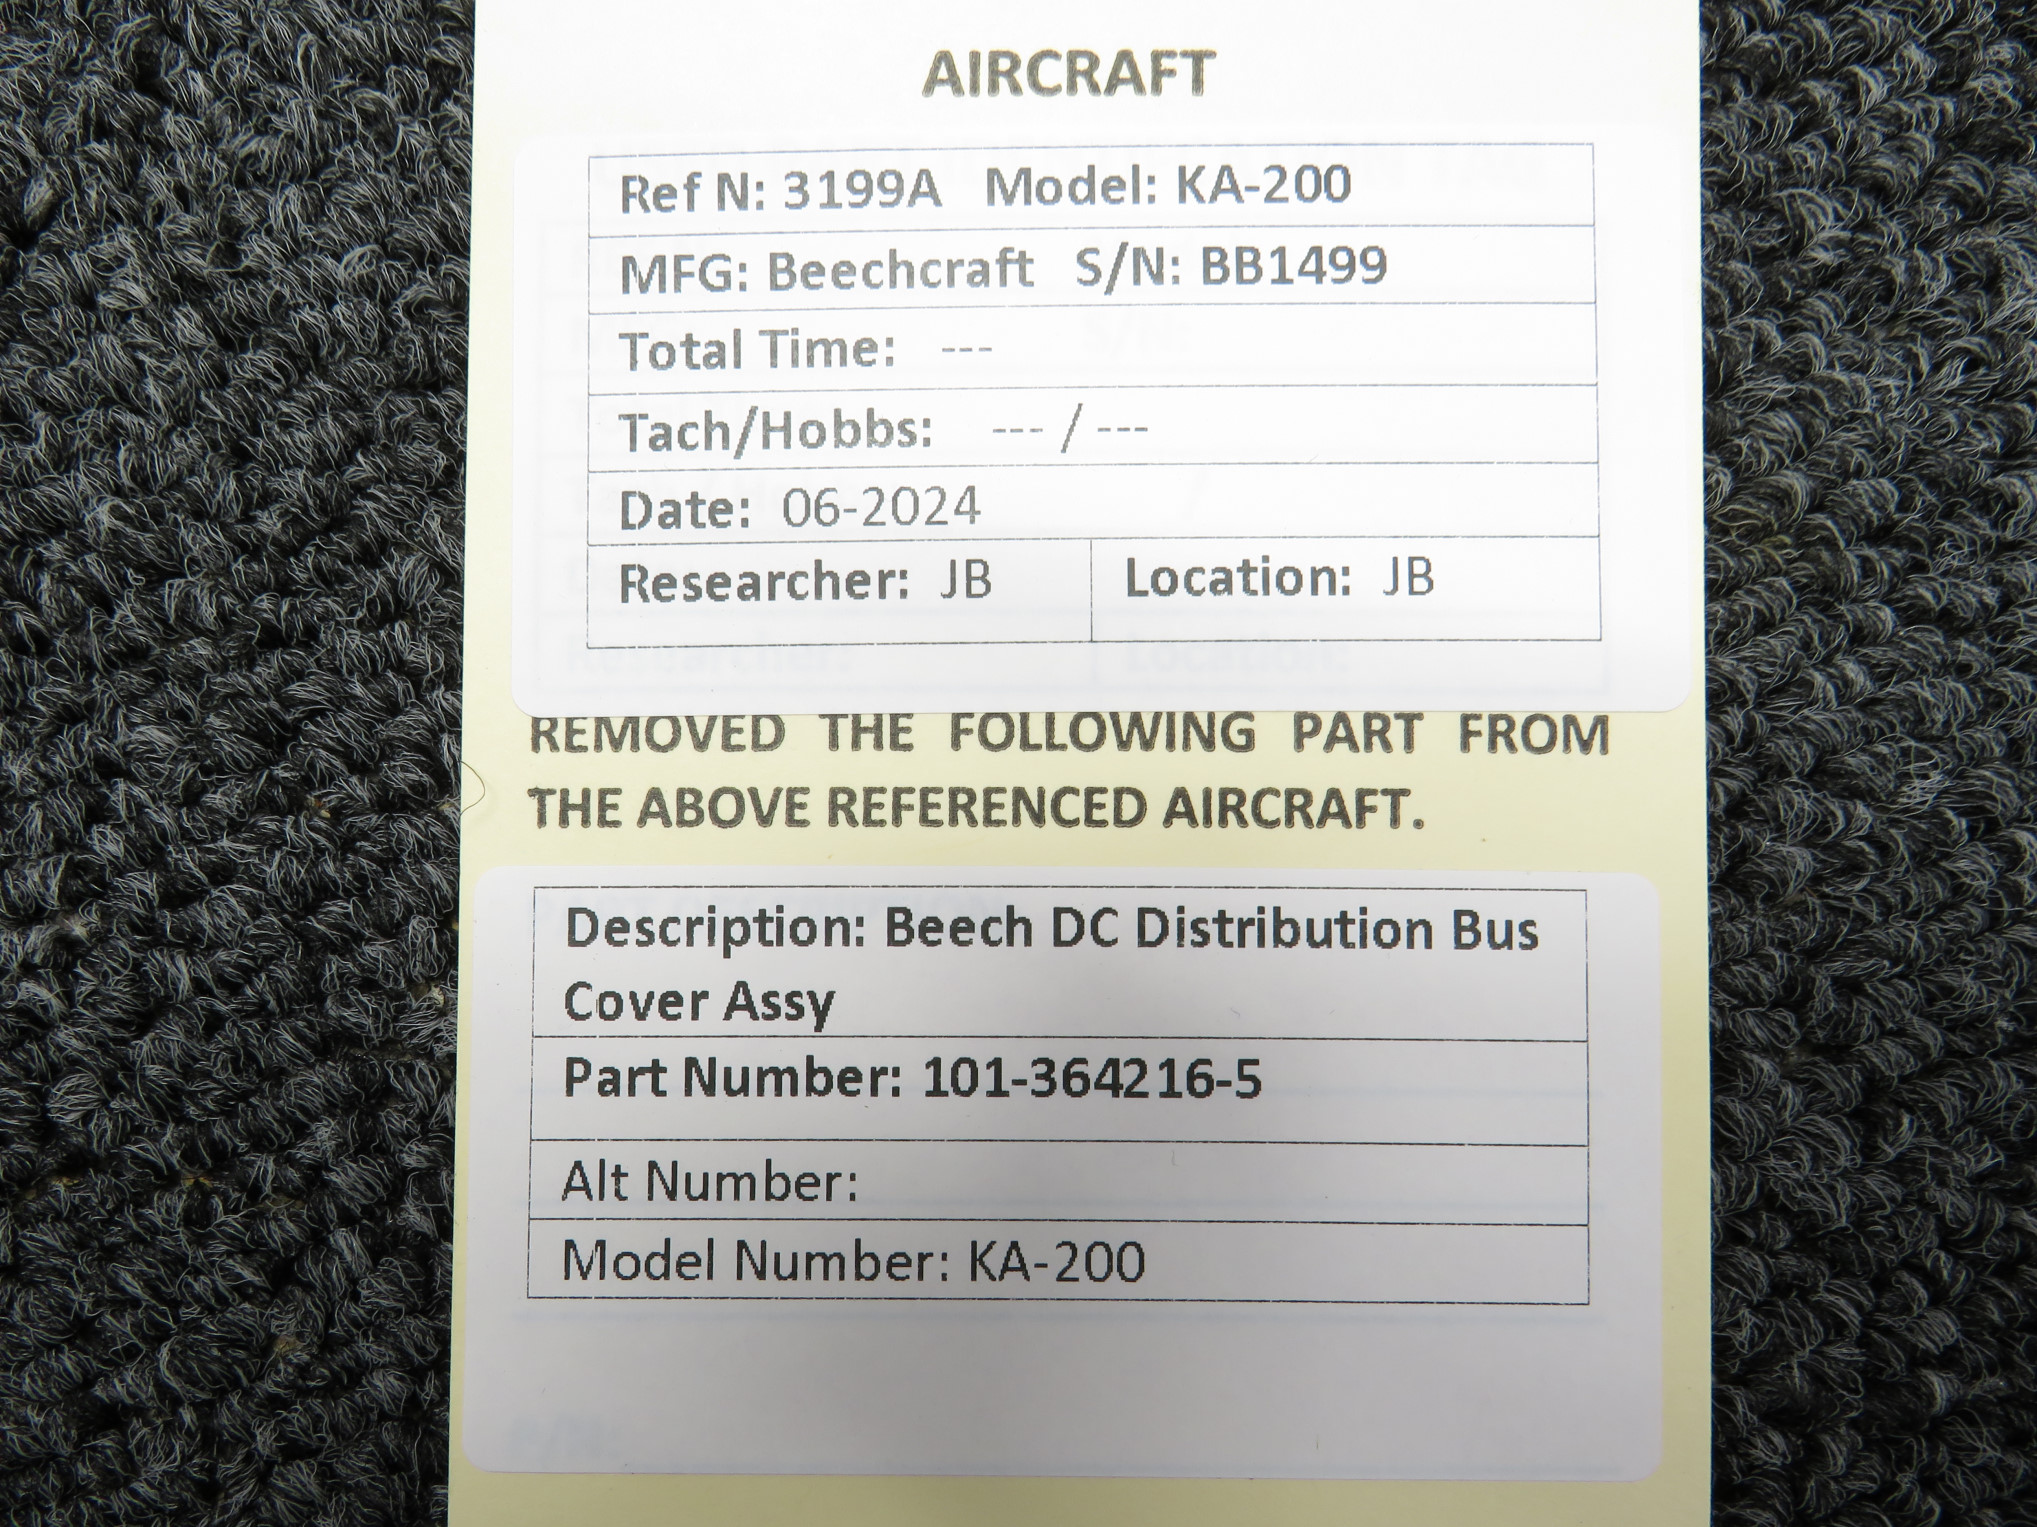 AIRCRAFT
Ref N: 3199A Model: KA-200
MFG: Beechcraft S/N: BB1499
Total Time: ---
Tach/Hobbs: --- / ---
Date: 06-2024
Researcher: JB Location: JB
Researcher: Location:
REMOVED THE FOLLOWING PART FROM
THE ABOVE REFERENCED AIRCRAFT.
Description: Beech DC Distribution Bus
Cover Assy
Part Number: 101-364216-5
Alt Number:
Model Number: KA-200